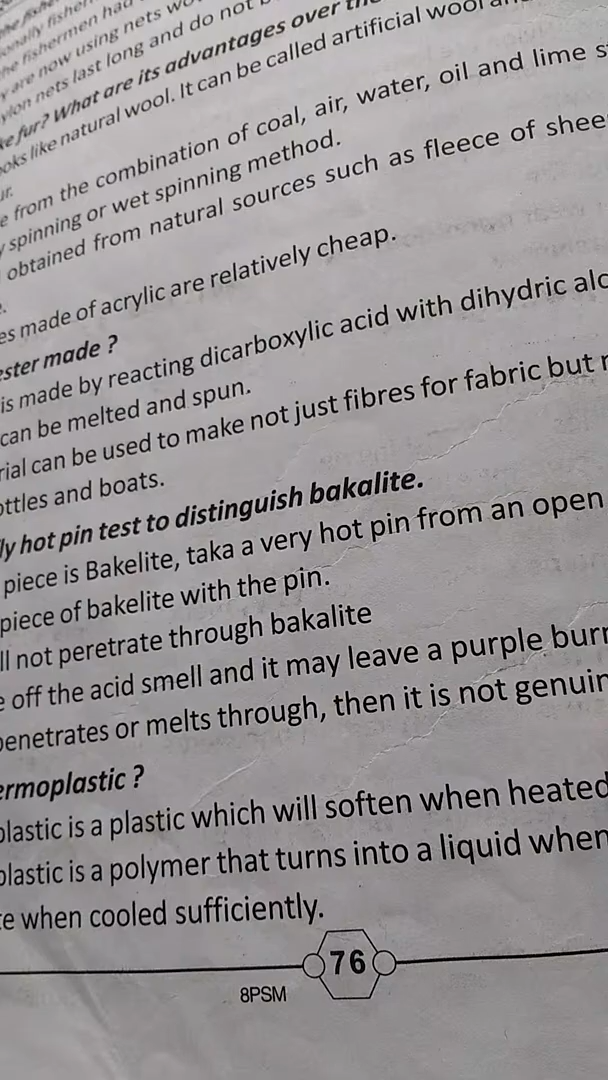 are now using nets
nets last long and do not
fur? What are its advantages over
like natural wool. It can be called artificial wool
from the combination of coal, air, water, oil and lime
spinning or wet spinning method.
obtained from natural sources such as fleece of shee
es made of acrylic are relatively cheap.
ester made ?
is made by reacting dicarboxylic acid with dihydric alc
can be melted and spun.
rial can be used to make not just fibres for fabric but
ottles and boats.
ly hot pin test to distinguish bakalite.
piece is Bakelite, taka a very hot pin from an open
piece of bakelite with the pin.
ll not peretrate through bakalite
e off the acid smell and it may leave a purple burn
penetrates or melts through, then it is not genuin
ermoplastic ?
plastic is a plastic which will soften when heated
plastic is a polymer that turns into a liquid when
te when cooled sufficiently.
76
8PSM